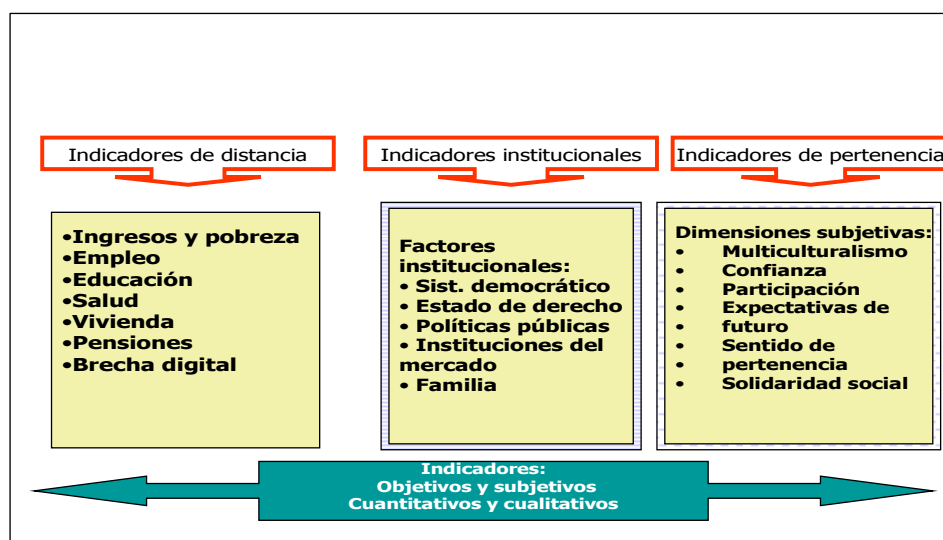 Indicadores de distancia
Indicadores institucionales
Indicadores de pertenencia
•Ingresos y pobreza
•Empleo
•Educación
•Salud
•Vivienda
•Pensiones
•Brecha digital
Factores
institucionales:
• Sist. democrático
• Estado de derecho
• Políticas públicas
• Instituciones del
mercado
• Familia
Dimensiones subjetivas:
• Multiculturalismo
• Confianza
• Participación
• Expectativas de
• futuro
• Sentido de
• pertenencia
• Solidaridad social
Indicadores:
Objetivos y subjetivos
Cuantitativos y cualitativos